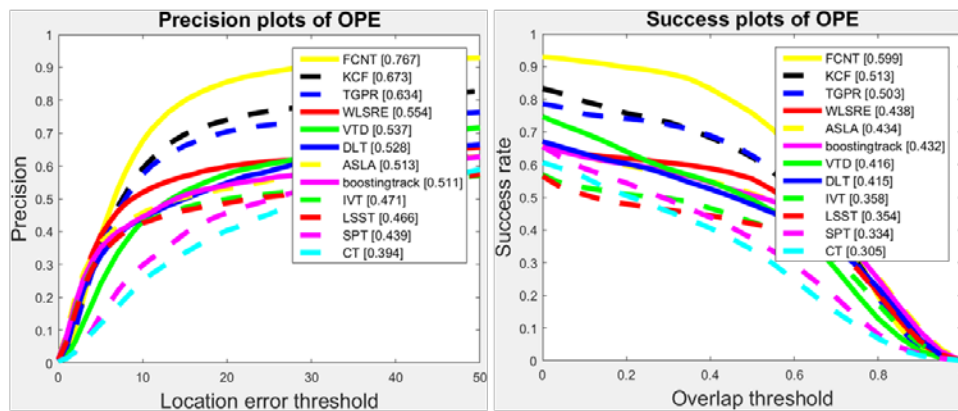 Precision plots of OPE
Precision
1
0.9
0.8
0.7
0.6
0.5
0.4
0.3
0.2
0.1
0
FCNT [0.767]
KCF [0.673]
TGPR [0.634]
WLSRE [0.554]
VTD [0.537]
DLT [0.528]
ASLA [0.513]
boostingtrack [0.511]
IVT [0.471]
LSST [0.466]
SPT [0.439]
CT [0.394]
0 10 20 30 40 50
Location error threshold
Success plots of OPE
Success rate
1
0.9
0.8
0.7
0.6
0.5
0.4
0.3
0.2
0.1
0
FCNT [0.599]
KCF [0.513]
TGPR [0.503]
WLSRE [0.438]
ASLA [0.434]
boostingtrack [0.432]
VTD [0.416]
DLT [0.415]
IVT [0.358]
LSST [0.354]
SPT [0.334]
CT [0.305]
0 0.2 0.4 0.6 0.8
Overlap threshold